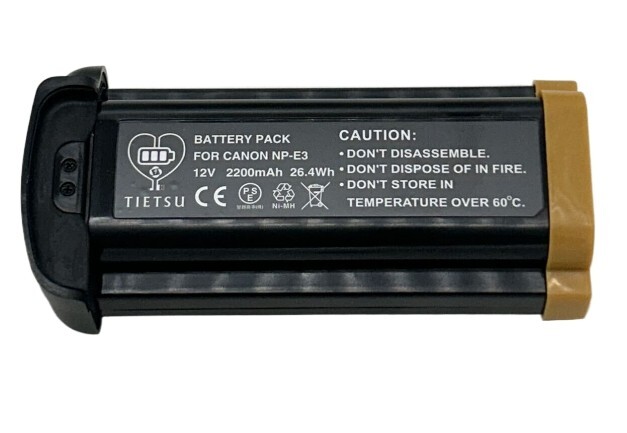 BATTERY PACK
FOR CANON NP-E3
12V 2200mAh 26.4Wh
TIETSU
CE
PSE
Ni-MH
CAUTION:
•DON'T DISASSEMBLE.
•DON'T DISPOSE OF IN FIRE.
•DON'T STORE IN
TEMPERATURE OVER 60°C.